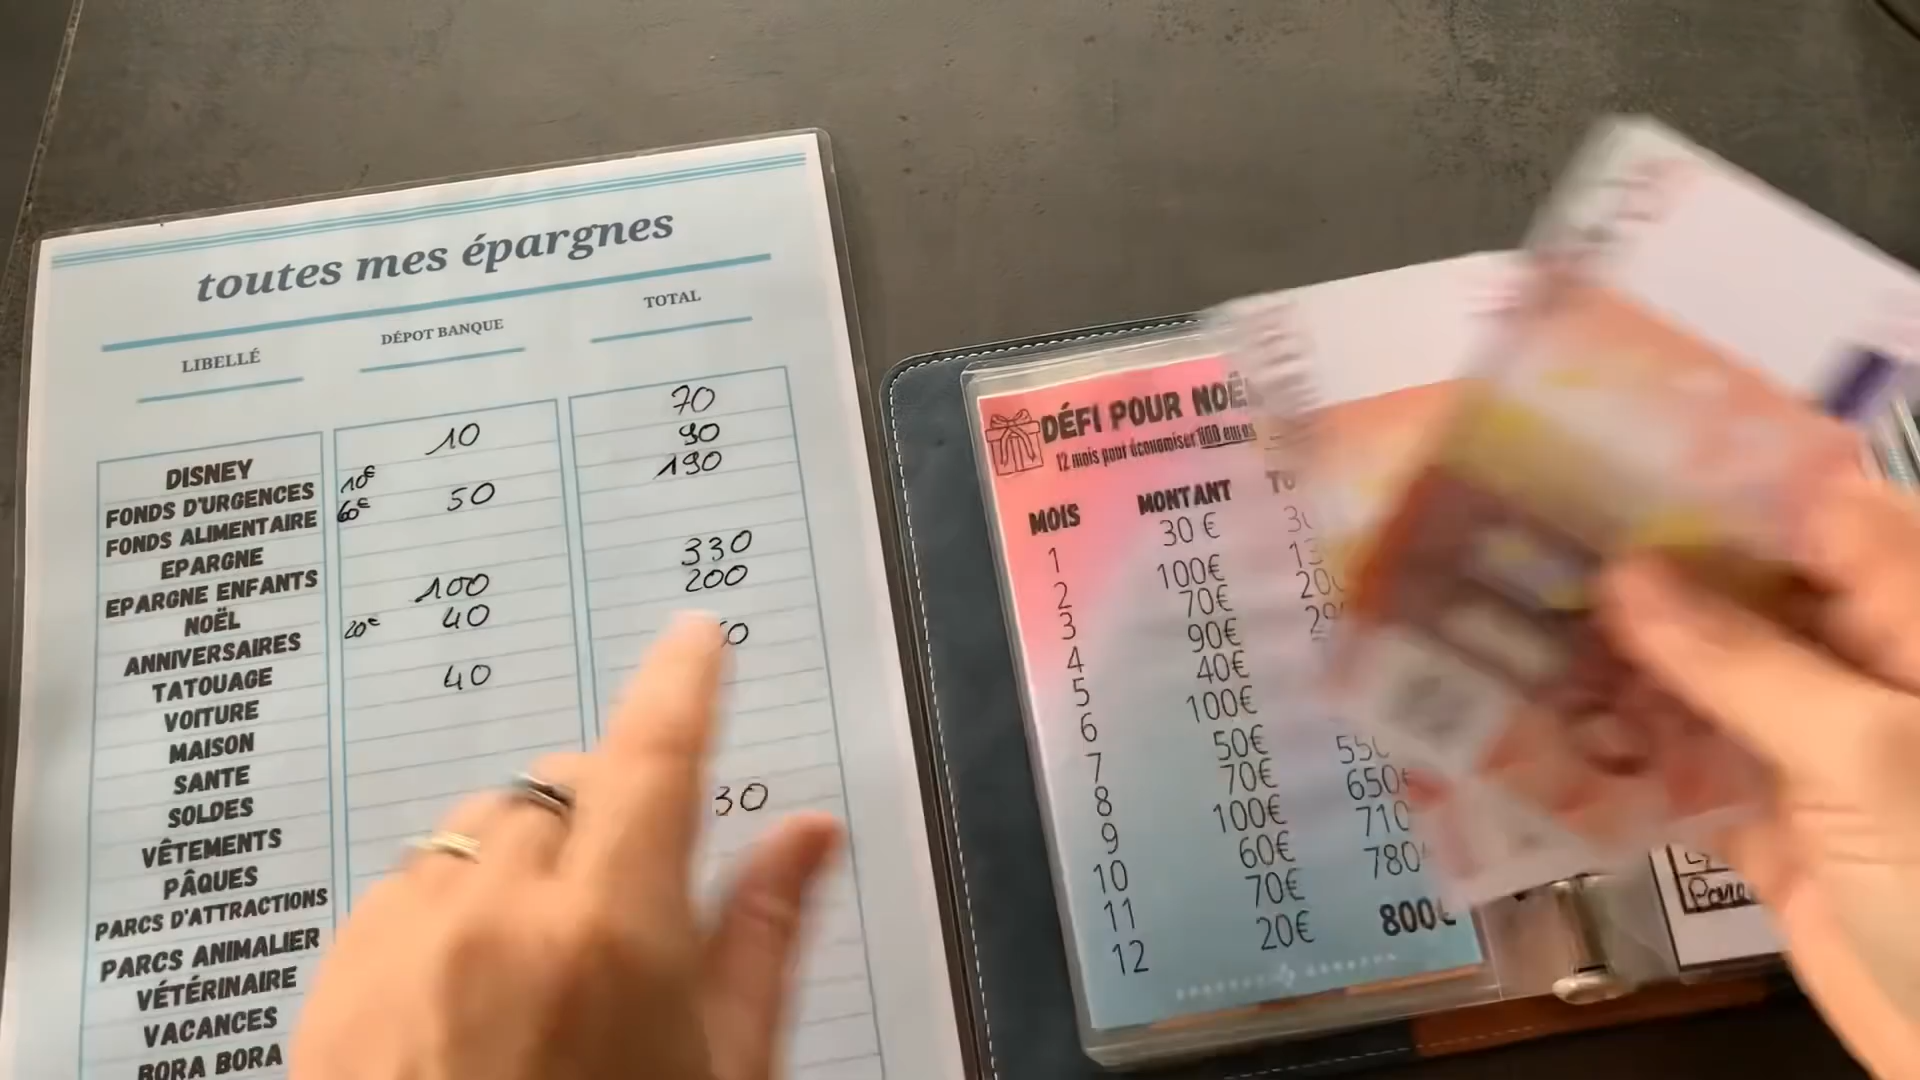 toutes mes épargnes
LIBELLÉ
DÉPOT BANQUE
TOTAL
DISNEY 10 70
FONDS D'URGENCES 10€ 90
FONDS ALIMENTAIRE 60€ 50 190
EPARGNE
EPARGNE ENFANTS
NOËL 100 330
ANNIVERSAIRES 20€ 40 200
TATOUAGE
VOITURE 40
MAISON
SANTE
SOLDES
VÊTEMENTS 30
PÂQUES
PARCS D'ATTRACTIONS
PARCS ANIMALIER
VÉTÉRINAIRE
VACANCES
BORA BORA
DÉFI POUR
12 mois pour économiser 800 euros
MOIS MONTANT
1 30 €
2 100€
3 70€
4 90€
5 40€
6 100€
7 50€
8 70€
9 100€
10 60€
11 70€
12 20€ 800€